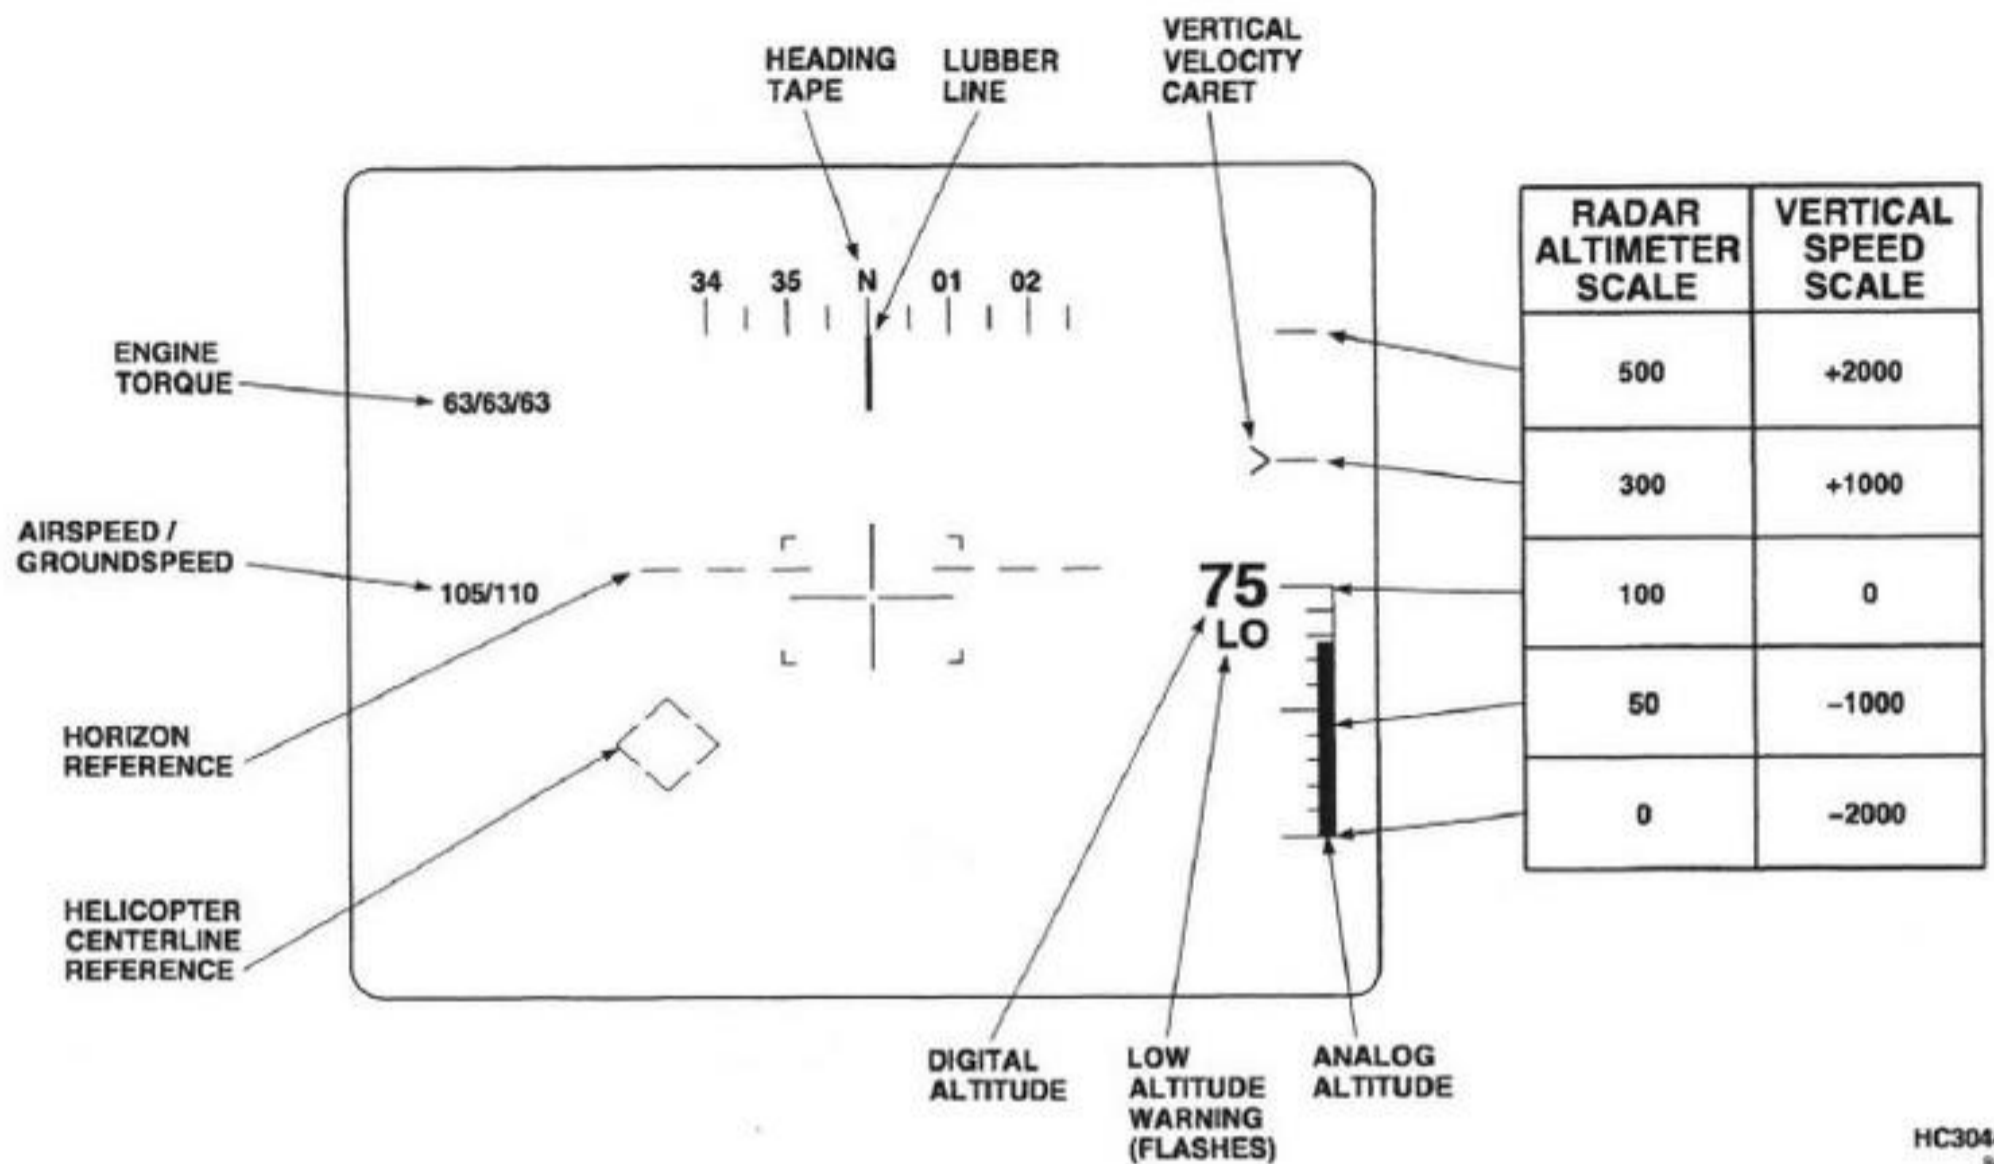 HEADING
TAPE
LUBBER
LINE
VERTICAL
VELOCITY
CARET
34 35 N 01 02
ENGINE
TORQUE
63/63/63
AIRSPEED /
GROUNDSPEED
105/110
HORIZON
REFERENCE
HELICOPTER
CENTERLINE
REFERENCE
75
LO
DIGITAL
ALTITUDE
LOW
ALTITUDE
WARNING
(FLASHES)
ANALOG
ALTITUDE
RADAR
ALTIMETER
SCALE
VERTICAL
SPEED
SCALE
500 +2000
300 +1000
100 0
50 −1000
0 −2000
HC304